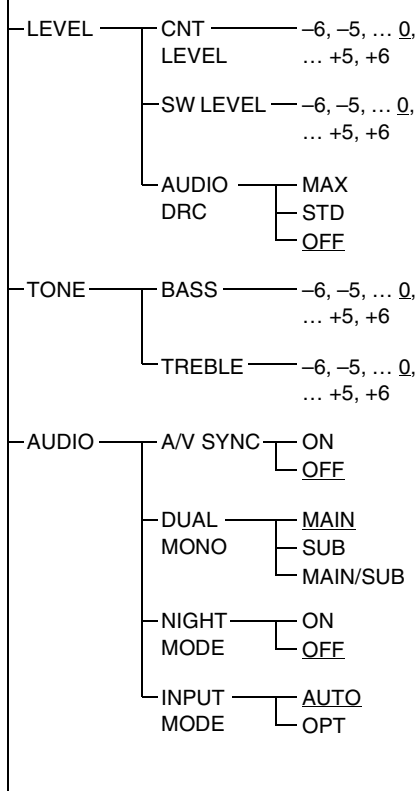 LEVEL CNT LEVEL –6, –5, … 0, … +5, +6
SW LEVEL –6, –5, … 0, … +5, +6
AUDIO DRC MAX
STD
OFF
TONE BASS –6, –5, … 0, … +5, +6
TREBLE –6, –5, … 0, … +5, +6
AUDIO A/V SYNC ON
OFF
DUAL MONO MAIN
SUB
MAIN/SUB
NIGHT MODE ON
OFF
INPUT MODE AUTO
OPT